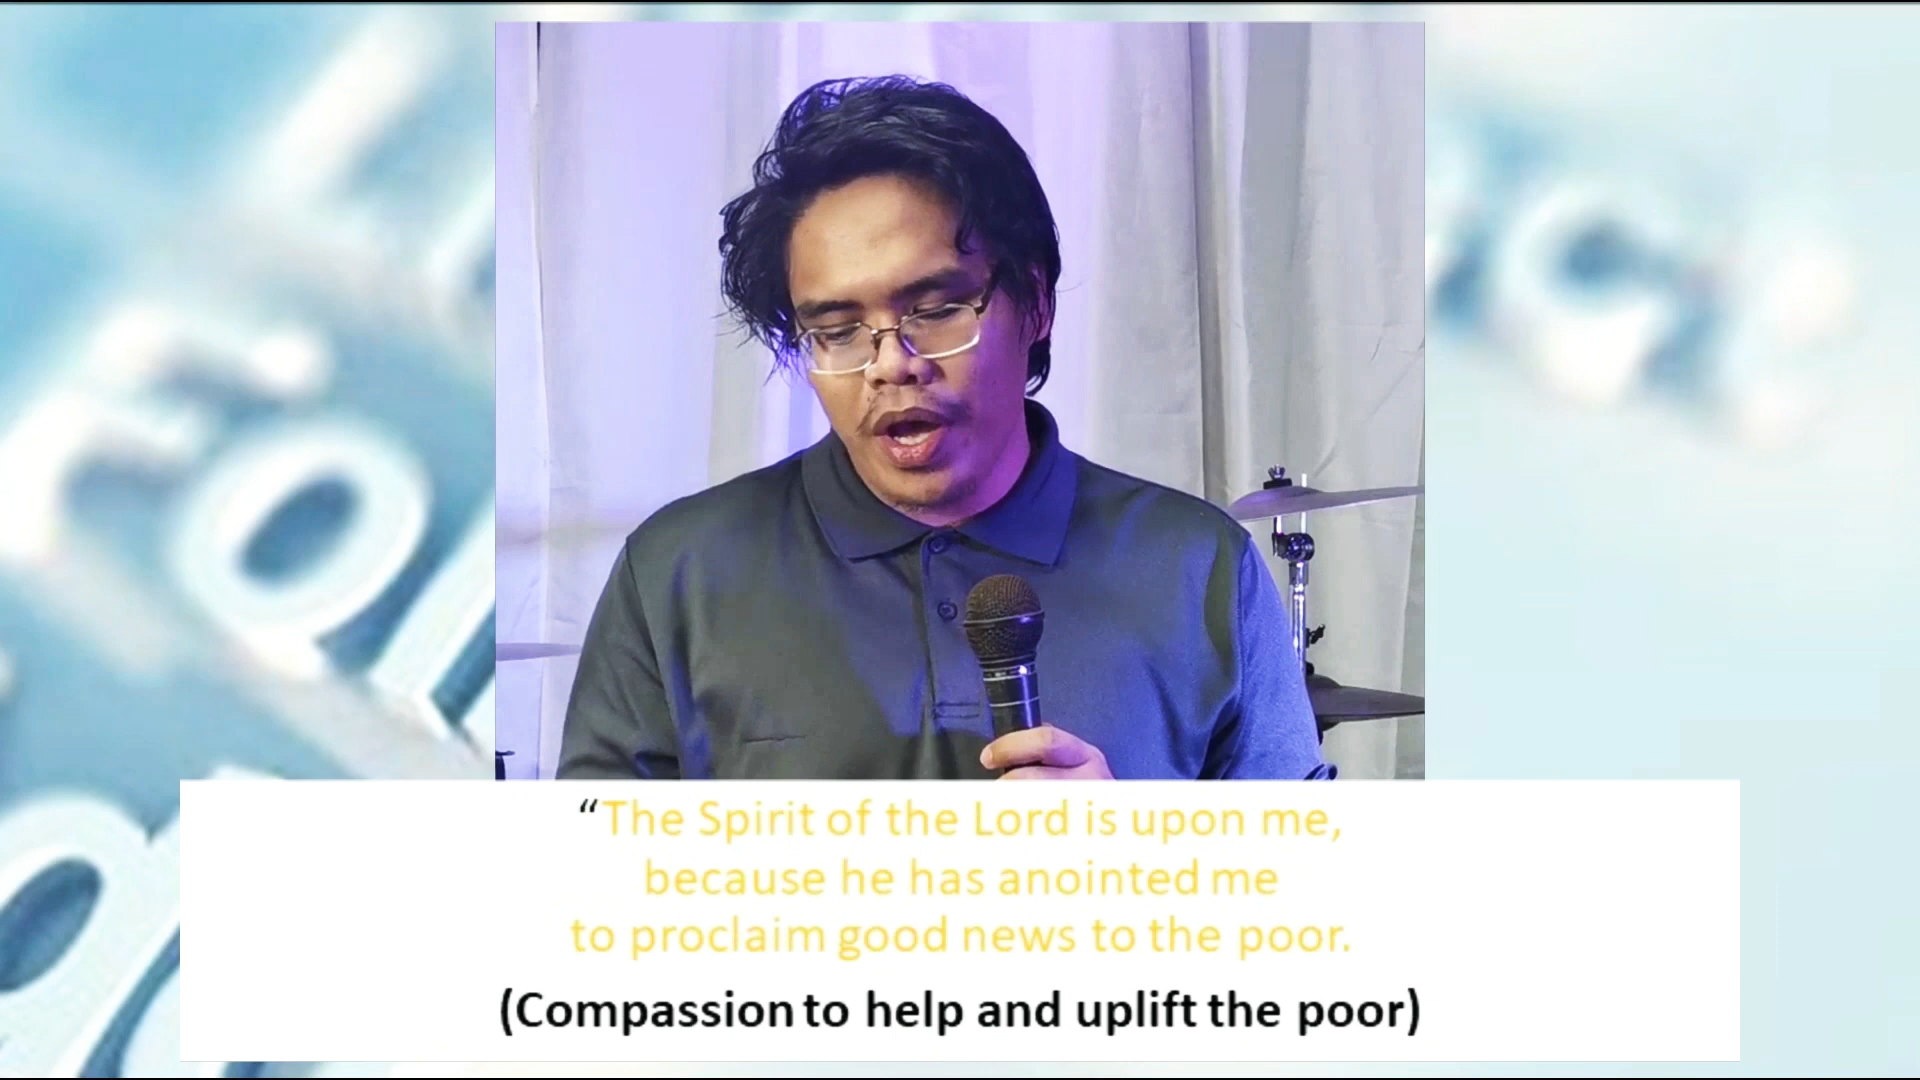 “The Spirit of the Lord is upon me,
because he has anointed me
to proclaim good news to the poor.
(Compassion to help and uplift the poor)